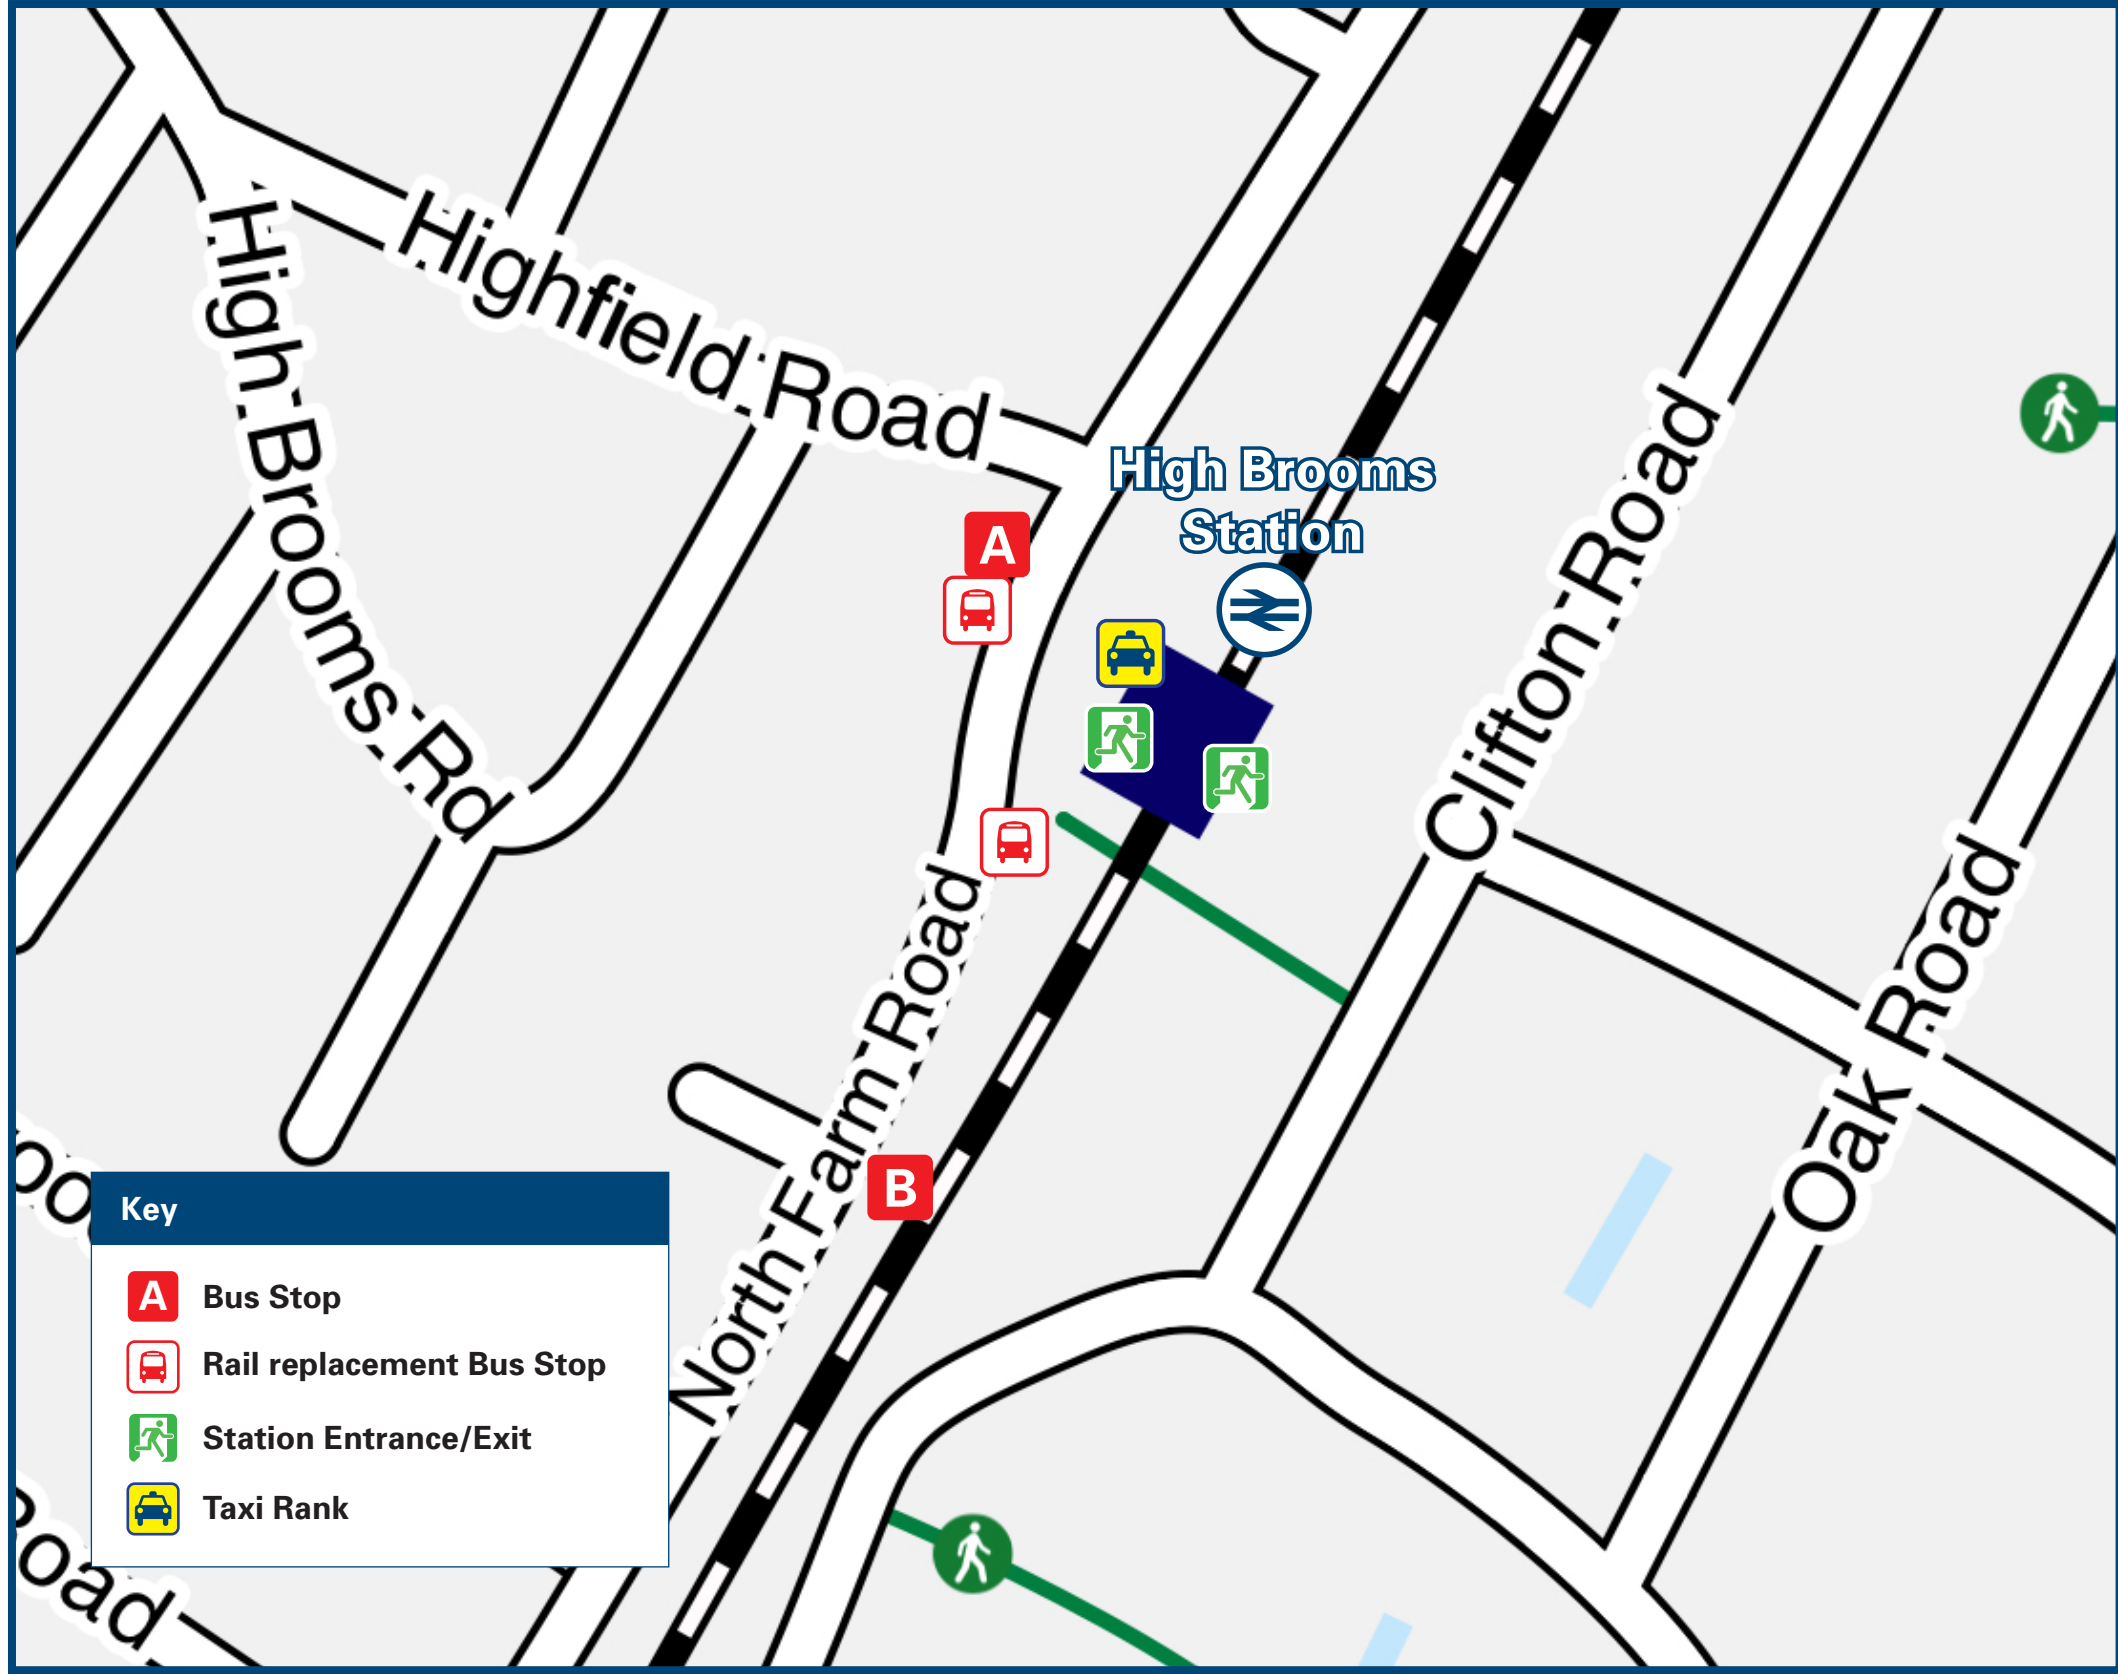 High Brooms Rd
Highfield Road
High Brooms
Station
A
Clifton Road
North Farm Road
Oak Road
B
Key
A Bus Stop
Rail replacement Bus Stop
Station Entrance/Exit
Taxi Rank
oad